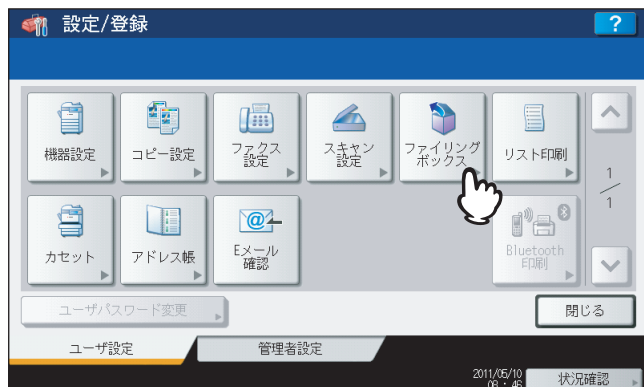 設定/登録
?
機器設定
コピー設定
ファクス
設定
スキャン
設定
ファイリング
ボックス
リスト印刷
1
1
カセット
アドレス帳
Eメール
確認
Bluetooth
印刷
ユーザパスワード変更
閉じる
ユーザ設定
管理者設定
2011/05/10
06:46
状況確認